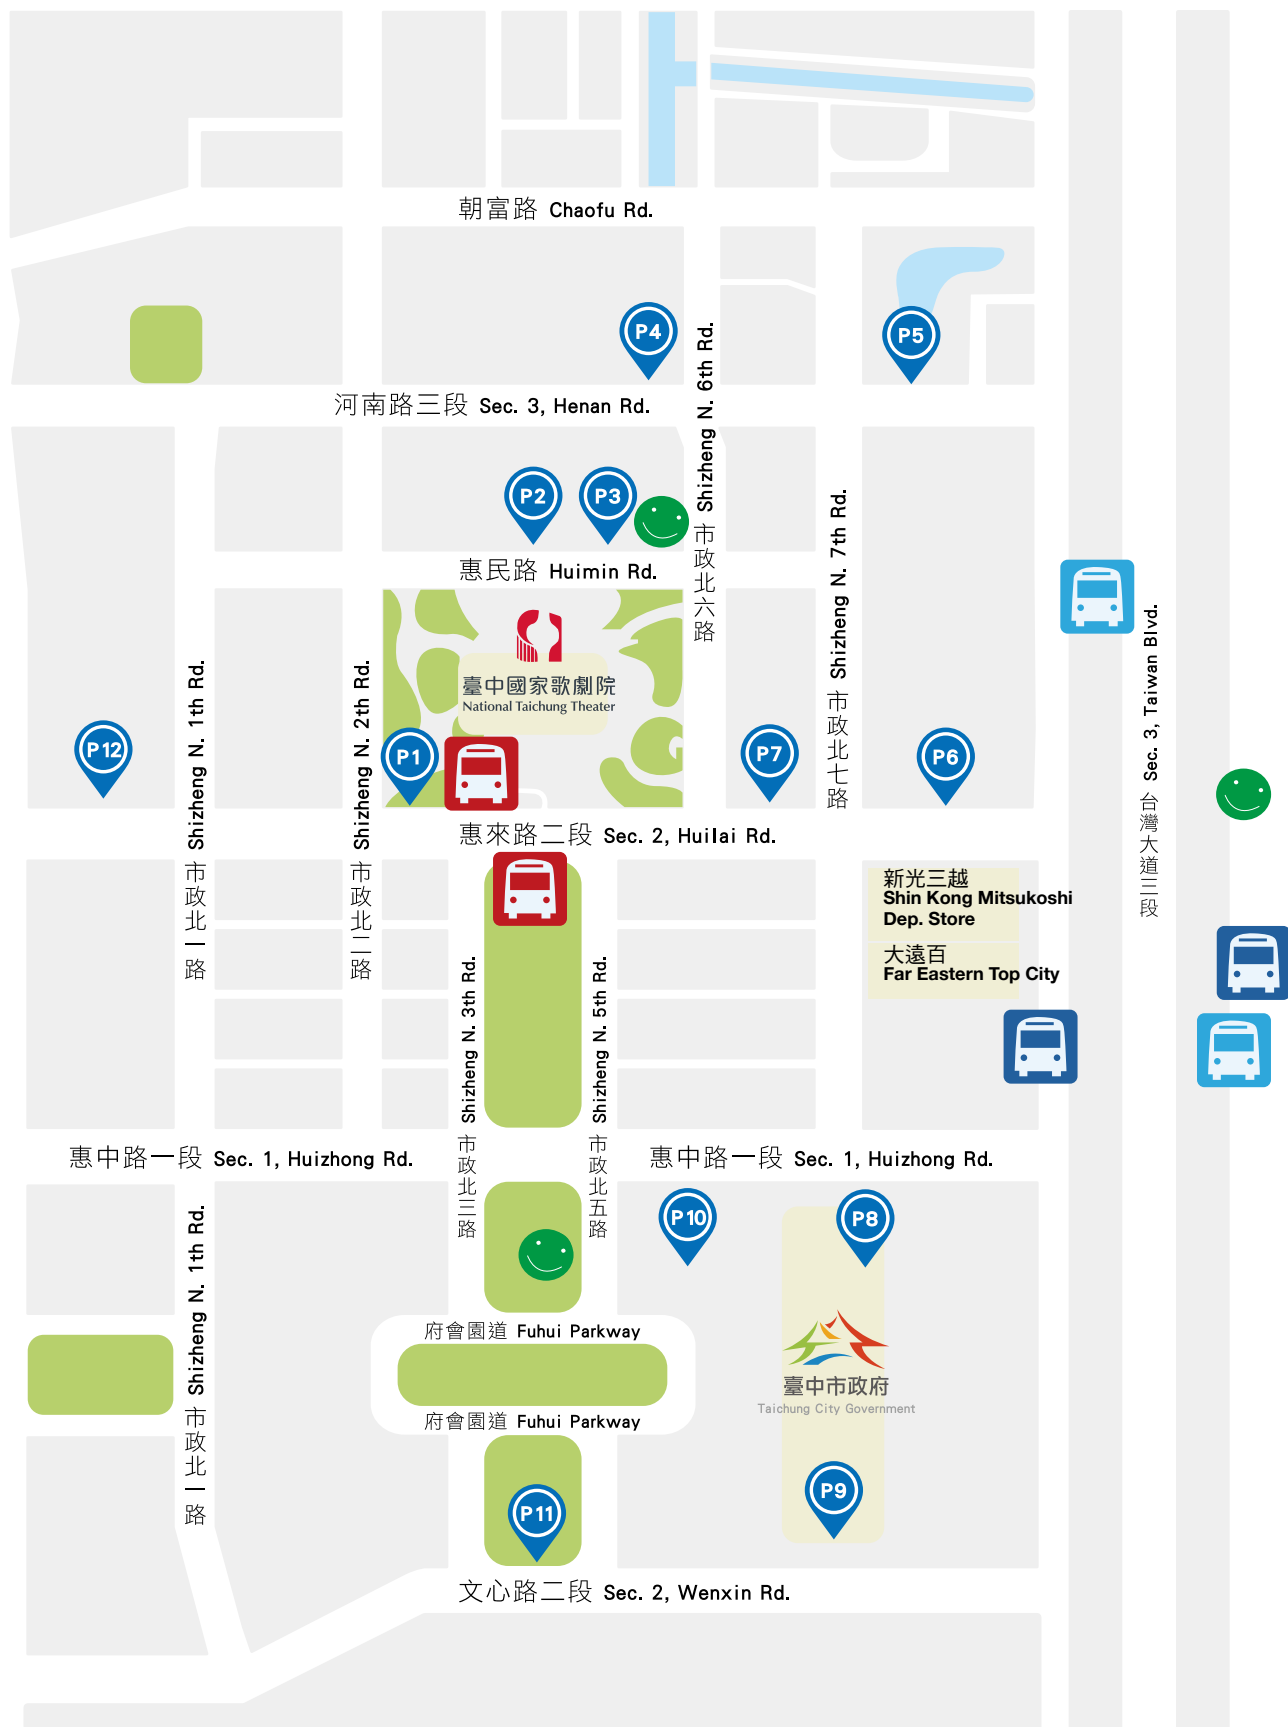 朝富路 Chaofu Rd.
P4
P5
Shizheng N. 6th Rd.
市政北六路
河南路三段 Sec. 3, Henan Rd.
P2
P3
Shizheng N. 7th Rd.
市政北七路
惠民路 Huimin Rd.
臺中國家歌劇院
National Taichung Theater
Sec. 3, Taiwan Blvd.
台灣大道三段
Shizheng N. 1th Rd.
市政北一路
Shizheng N. 2th Rd.
市政北二路
P12
P1
P7
P6
惠來路二段 Sec. 2, Huilai Rd.
新光三越
Shin Kong Mitsukoshi
Dep. Store
大遠百
Far Eastern Top City
Shizheng N. 3th Rd.
市政北三路
Shizheng N. 5th Rd.
市政北五路
惠中路一段 Sec. 1, Huizhong Rd.
惠中路一段 Sec. 1, Huizhong Rd.
P10
P8
Shizheng N. 1th Rd.
市政北一路
府會園道 Fuhui Parkway
臺中市政府
Taichung City Government
府會園道 Fuhui Parkway
P9
P11
文心路二段 Sec. 2, Wenxin Rd.